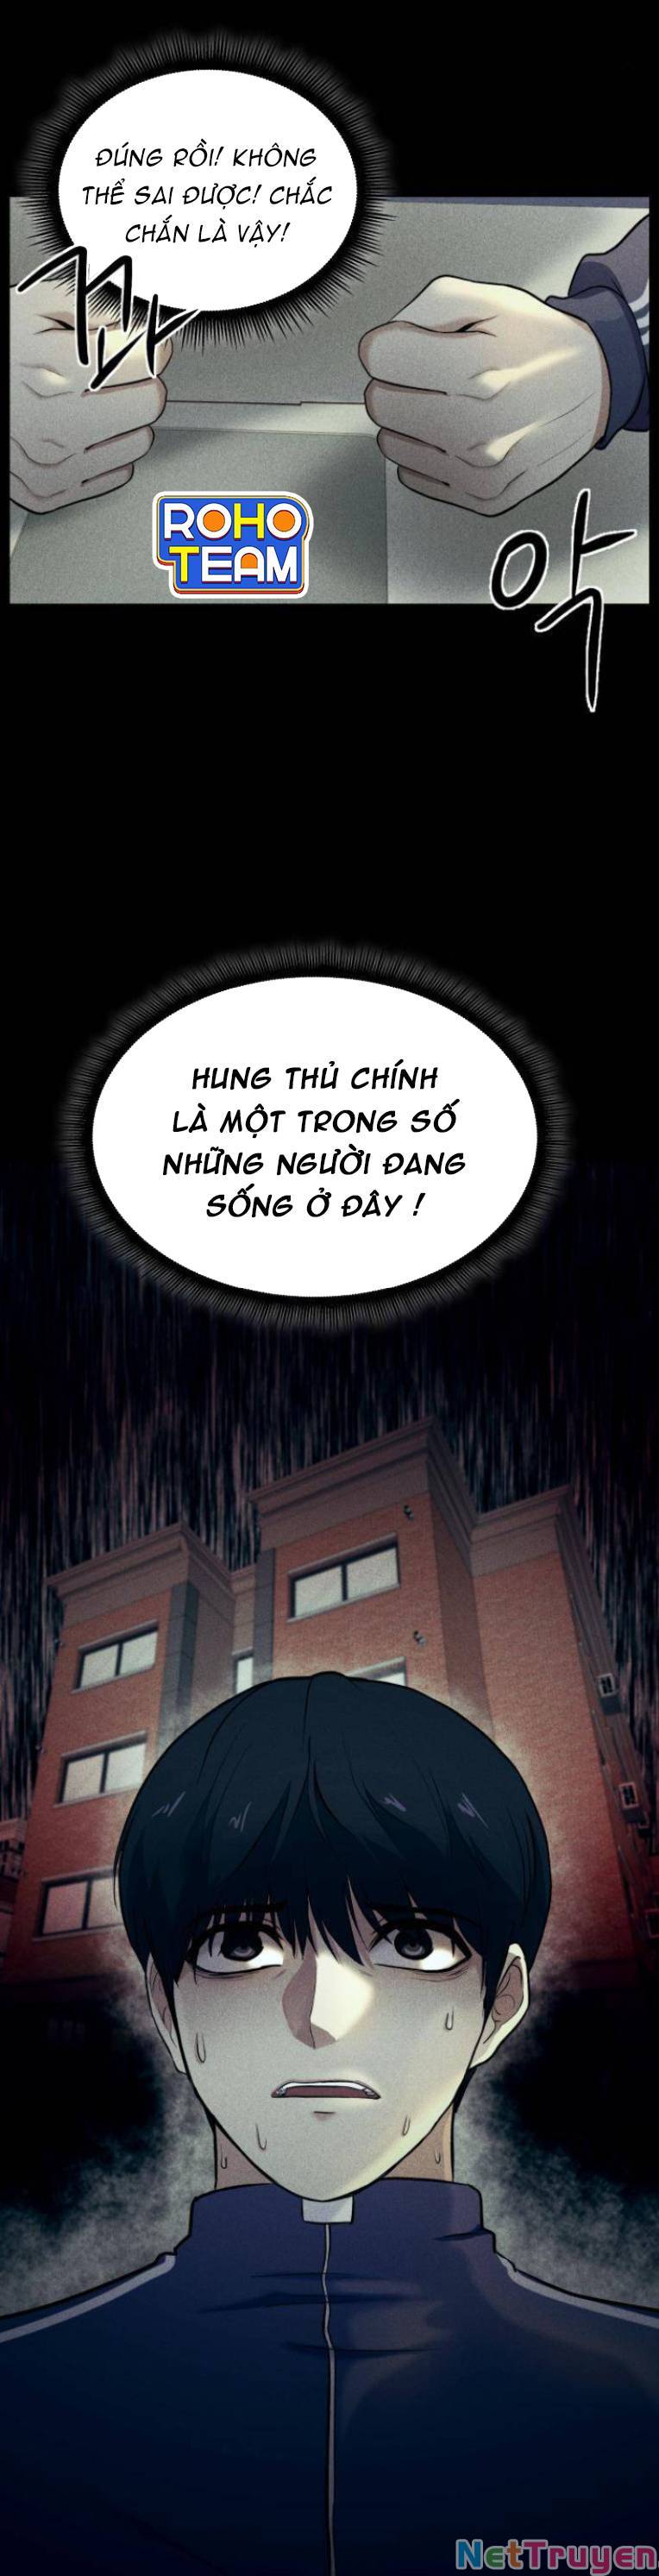 ĐÚNG RỒI! KHÔNG
THỂ SAI ĐƯỢC! CHẮC
CHẮN LÀ VẬY!
꽈
악
ROHO
TEAM
HUNG THỦ CHÍNH
LÀ MỘT TRONG SỐ
NHỮNG NGƯỜI ĐANG
SỐNG Ở ĐÂY !
NetTruyen